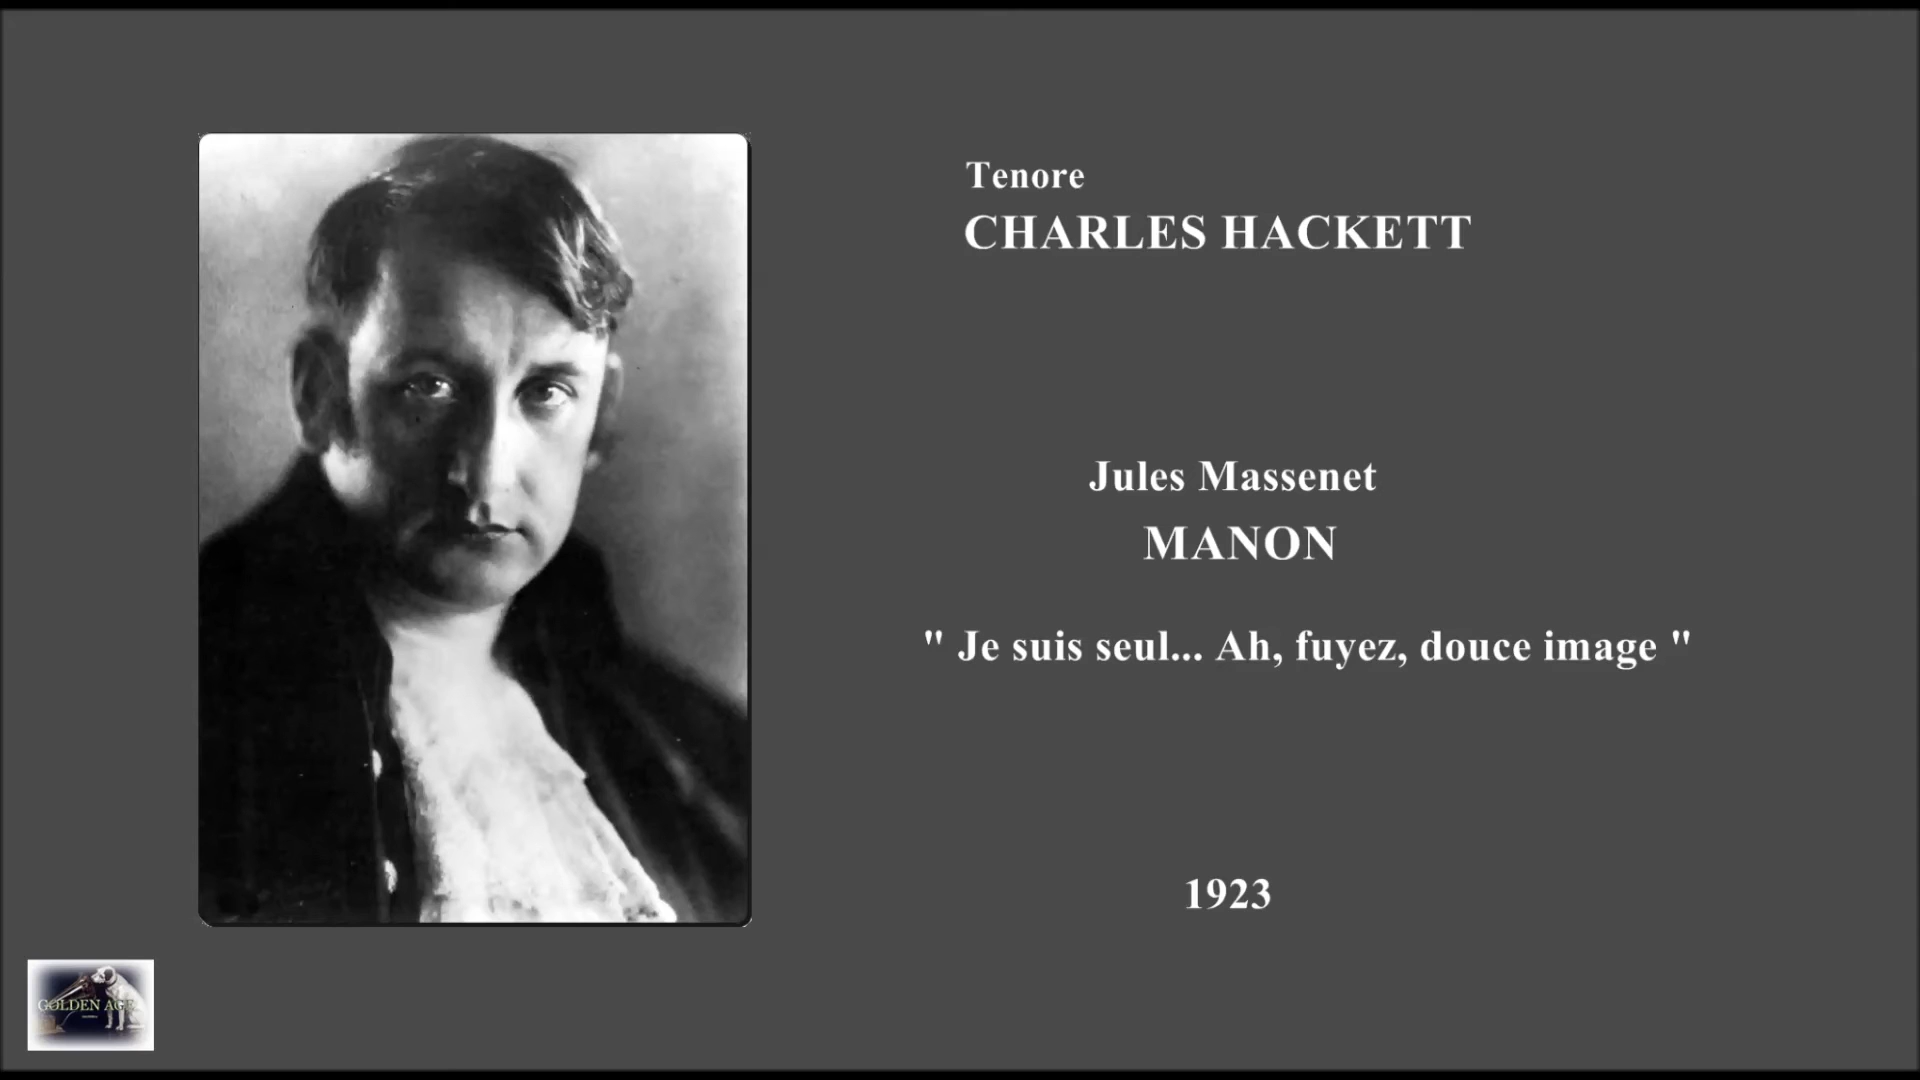 Tenore
CHARLES HACKETT
Jules Massenet
MANON
" Je suis seul... Ah, fuyez, douce image "
1923
GOLDEN AGE